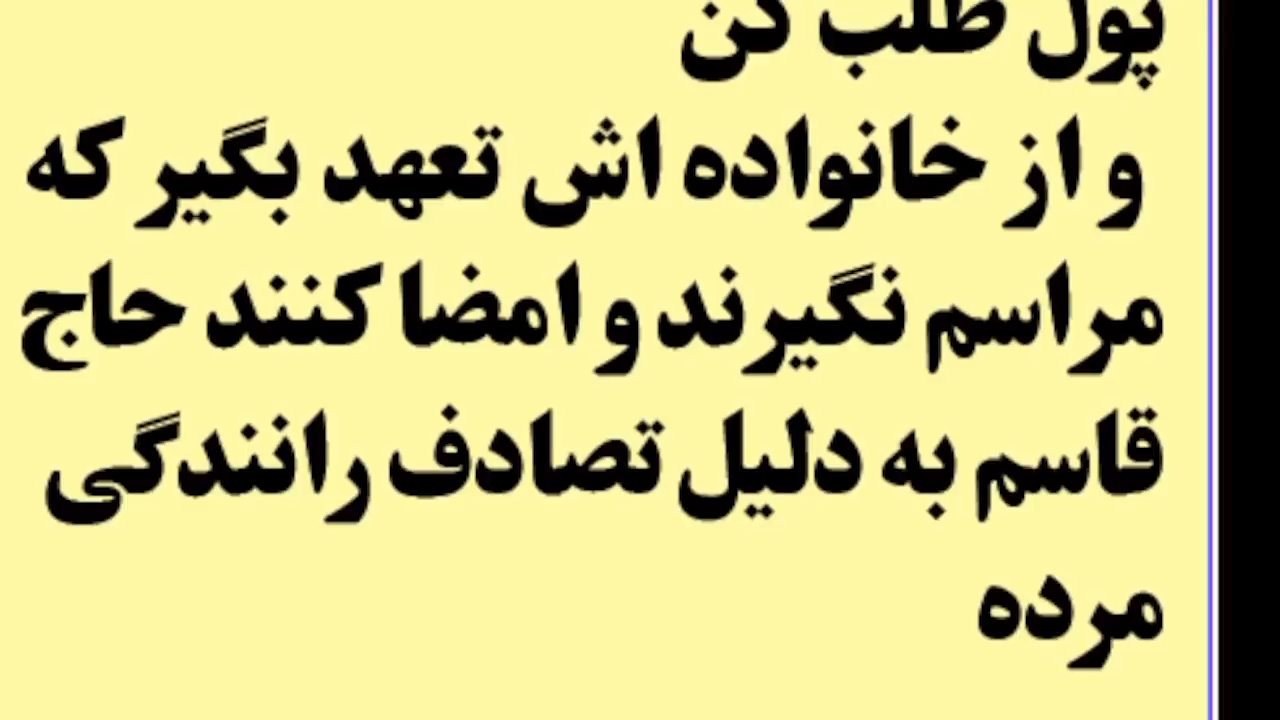 پول طلب کن
و از خانواده اش تعهد بگیر که
مراسم نگیرند و امضا کنند حاج
قاسم به دلیل تصادف رانندگی
مرده